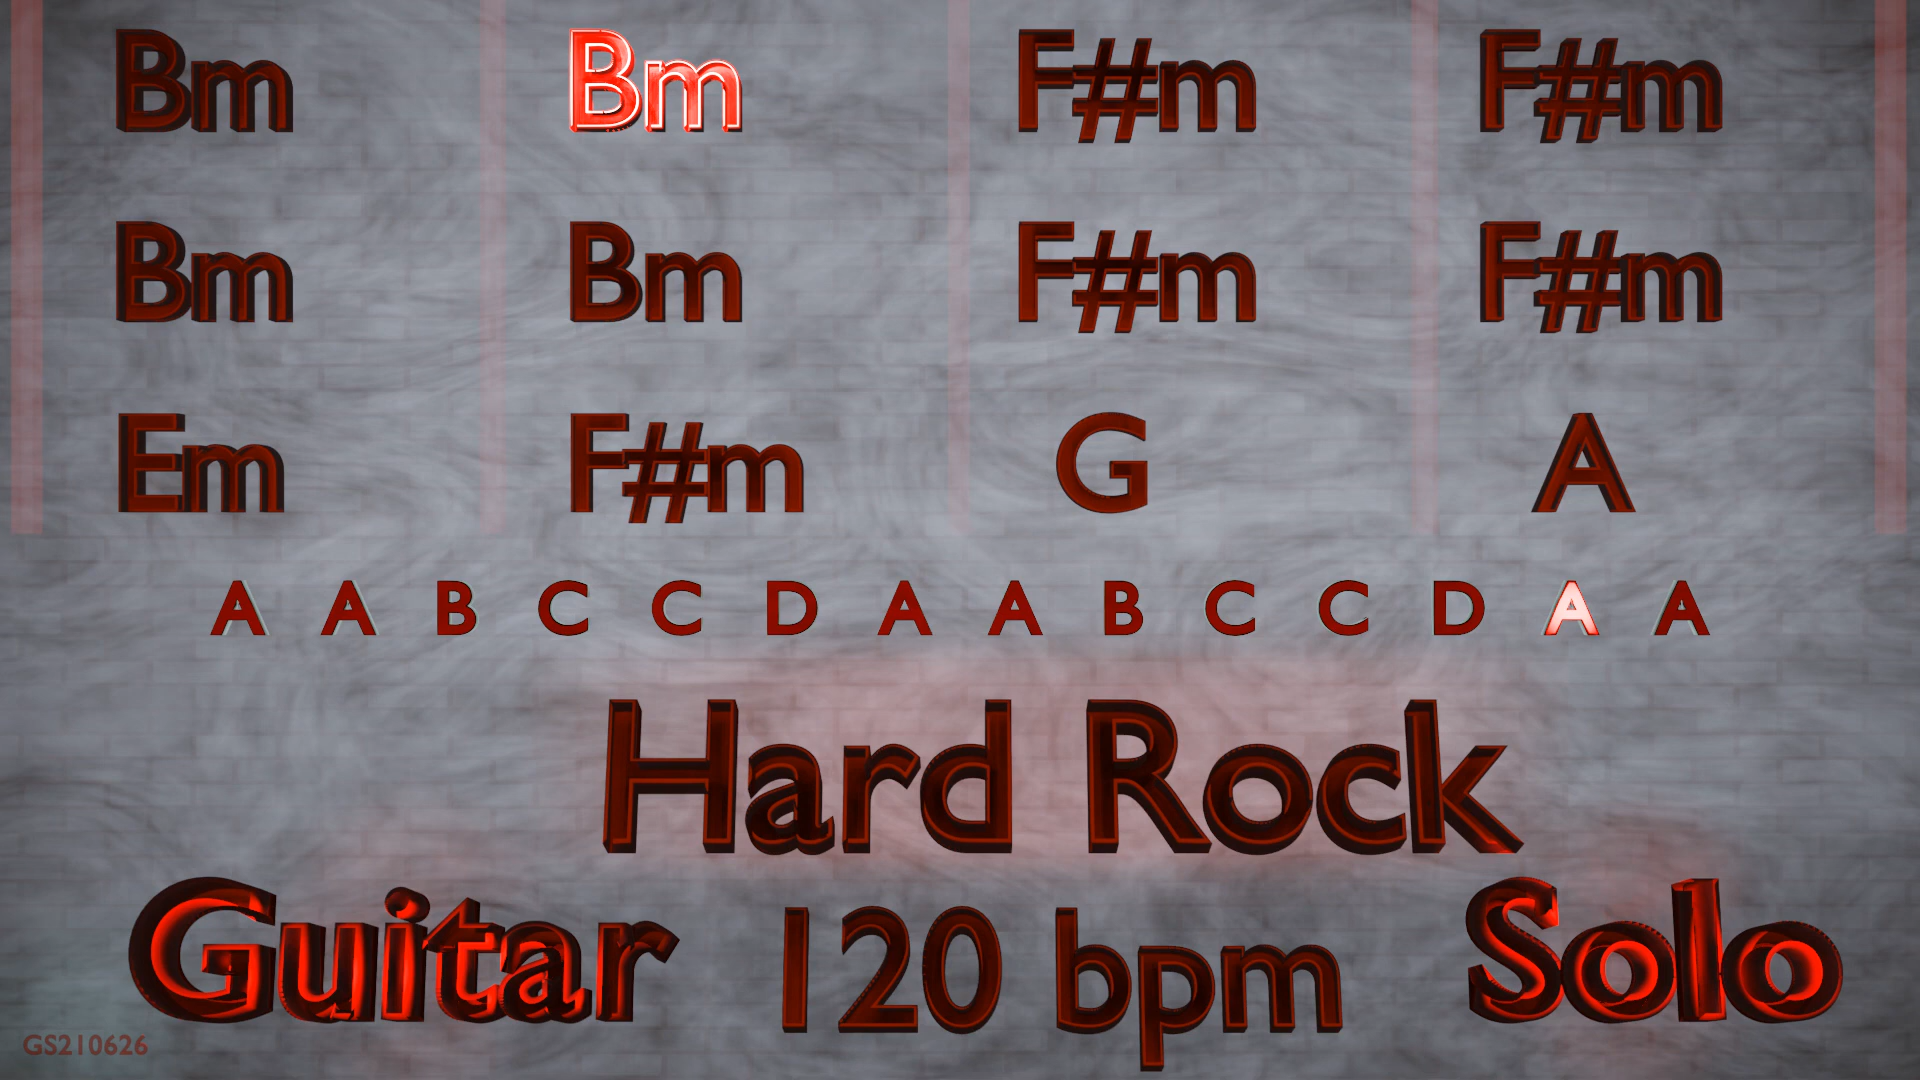 Bm Bm F#m F#m
Bm Bm F#m F#m
Em F#m G A
A A B C C D A A B C C D A A
Hard Rock
Guitar 120 bpm Solo
GS210626